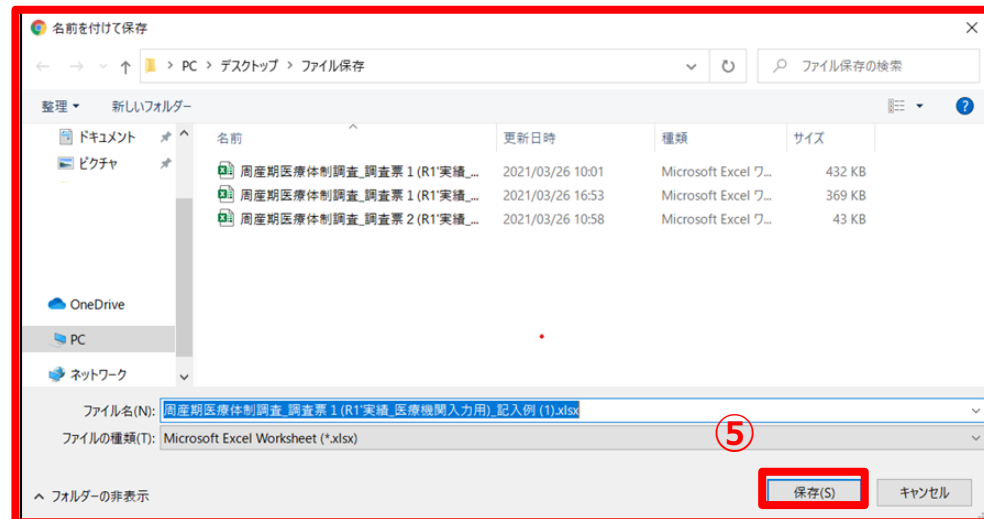 名前を付けて保存
PC > デスクトップ > ファイル保存
ファイル保存の検索
整理 新しいフォルダー
ドキュメント
ピクチャ
OneDrive
PC
ネットワーク
名前 更新日時 種類 サイズ
周産期医療体制調査_調査票１(R1'実績_... 2021/03/26 10:01 Microsoft Excel ワ... 432 KB
周産期医療体制調査_調査票１(R1'実績_... 2021/03/26 16:53 Microsoft Excel ワ... 369 KB
周産期医療体制調査_調査票２(R1'実績_... 2021/03/26 10:58 Microsoft Excel ワ... 43 KB
ファイル名(N): 周産期医療体制調査_調査票１(R1'実績_医療機関入力用)_記入例 (1).xlsx
ファイルの種類(T): Microsoft Excel Worksheet (*.xlsx)
⑤
フォルダーの非表示
保存(S) キャンセル